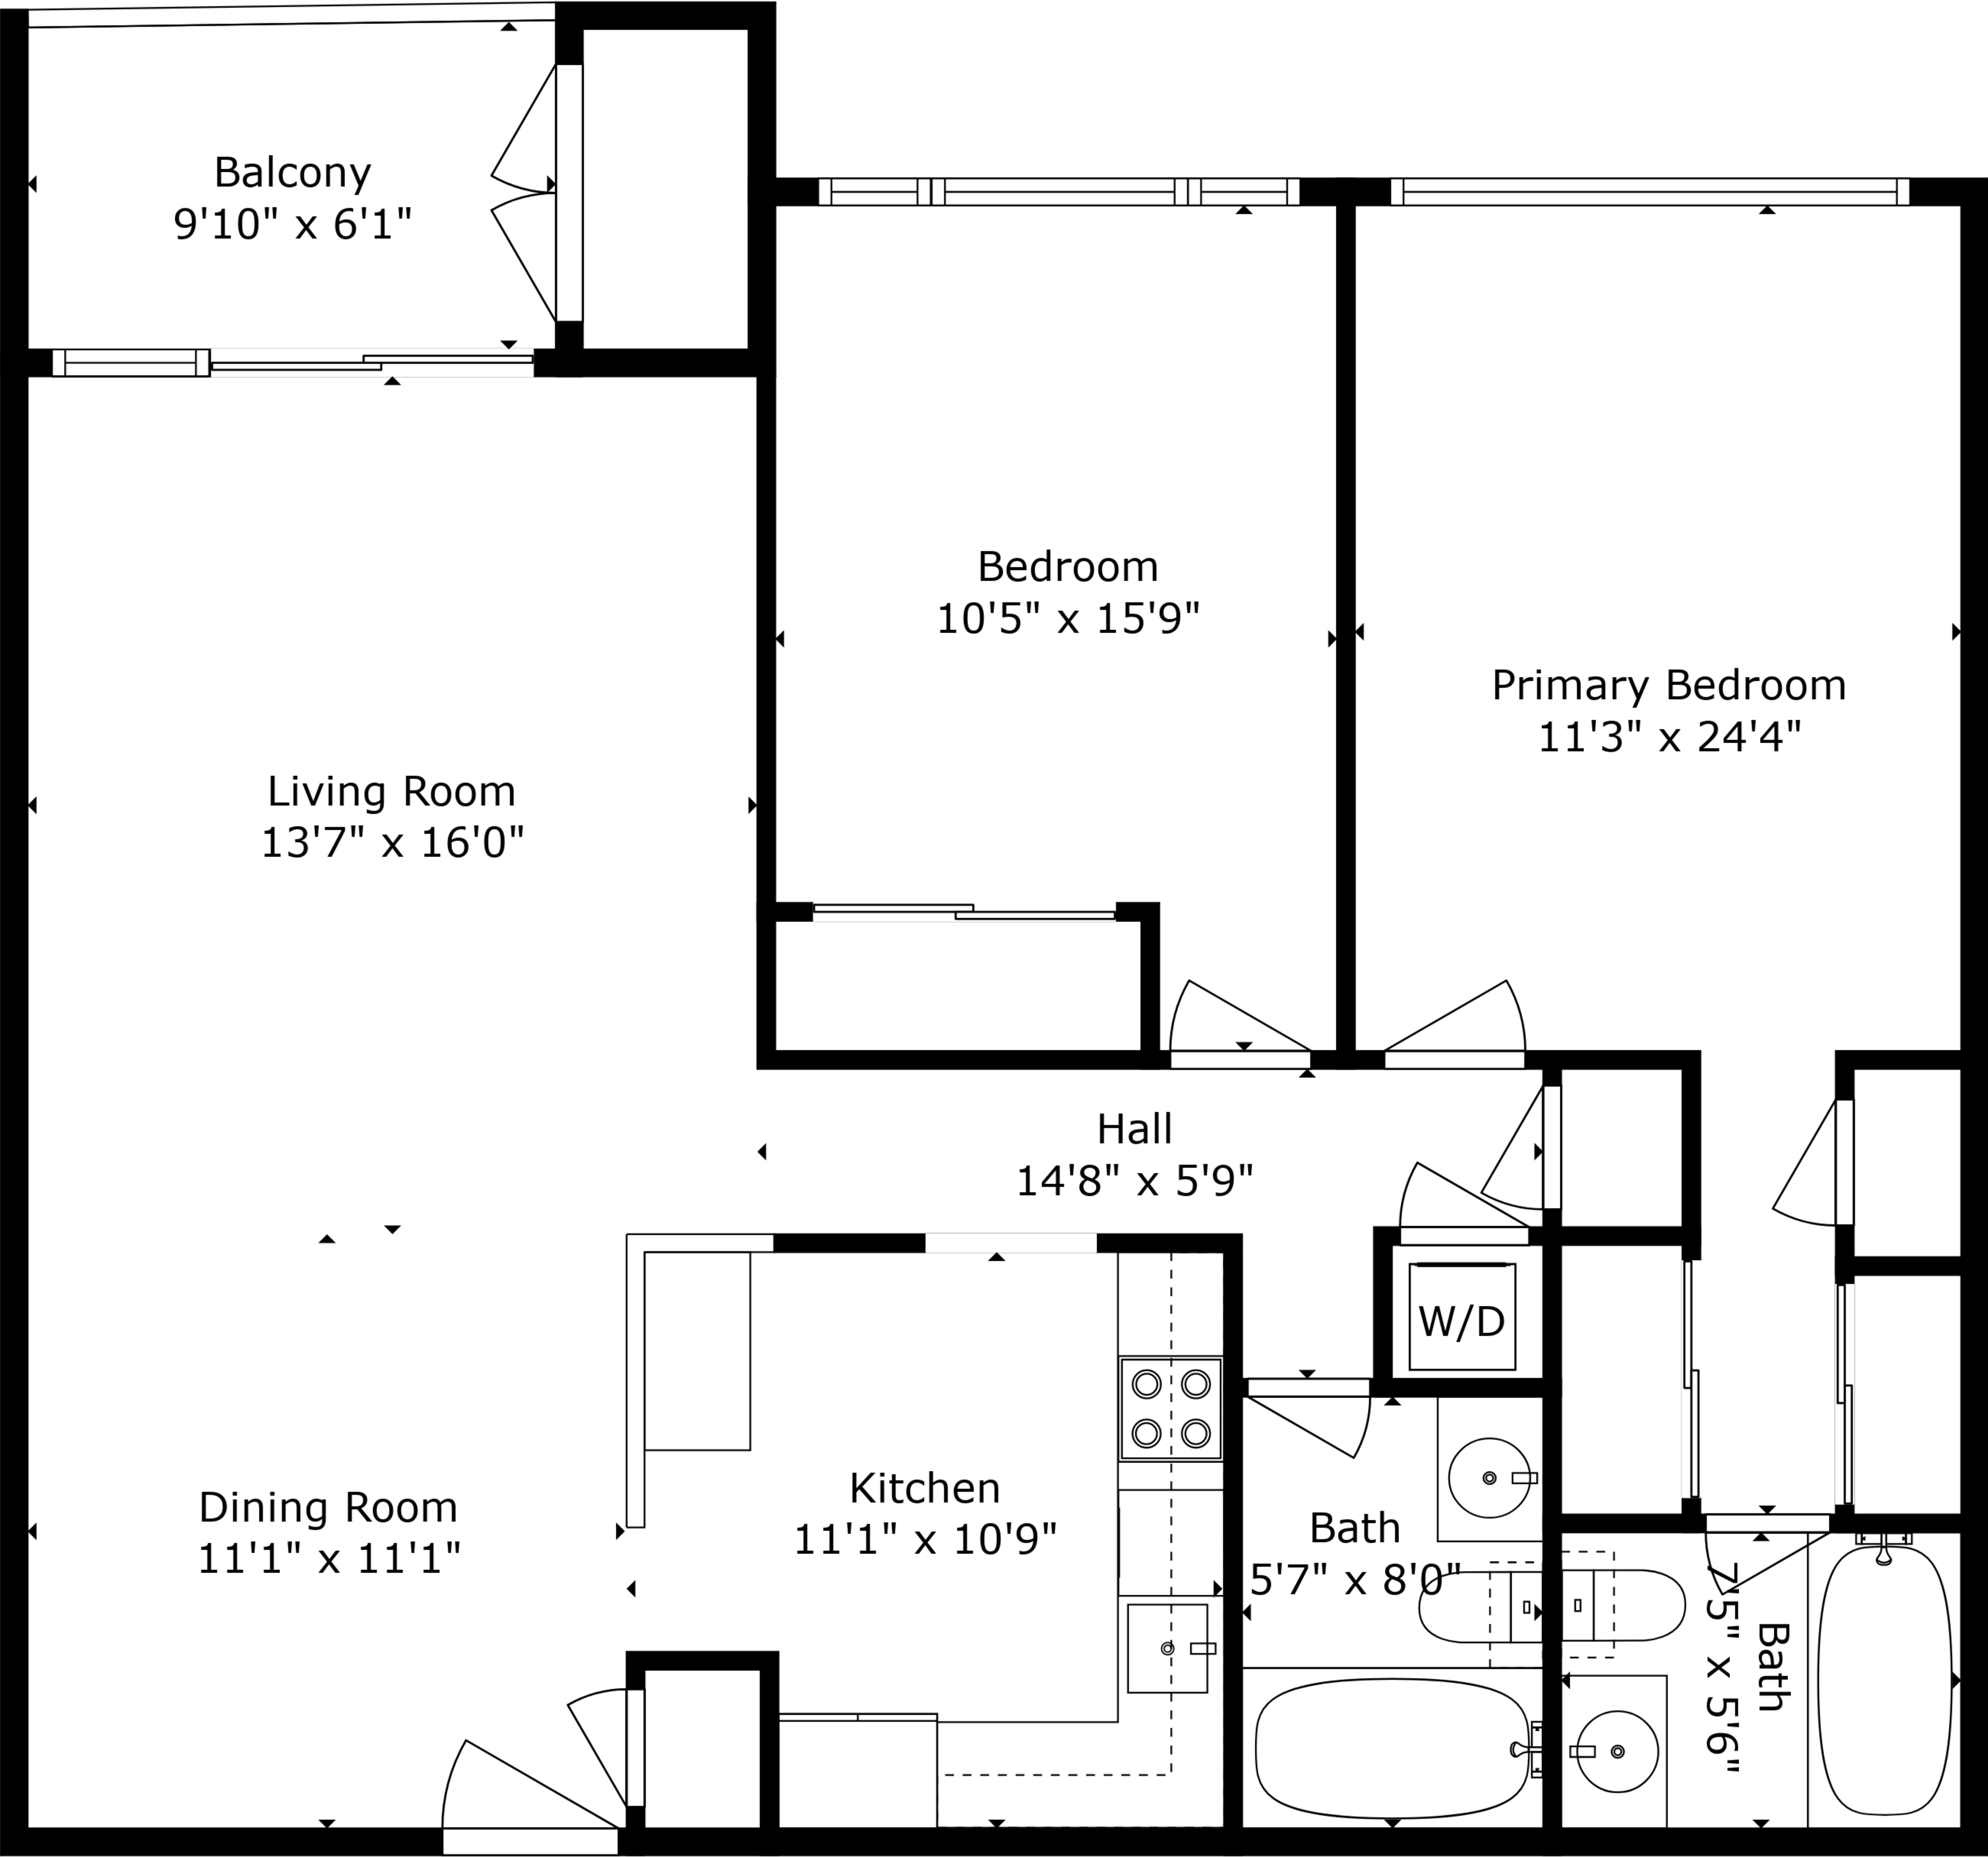 Balcony
9'10" x 6'1"
Bedroom
10'5" x 15'9"
Primary Bedroom
11'3" x 24'4"
Living Room
13'7" x 16'0"
Hall
14'8" x 5'9"
W/D
Dining Room
11'1" x 11'1"
Kitchen
11'1" x 10'9"
Bath
5'7" x 8'0"
Bath
7'5" x 5'6"